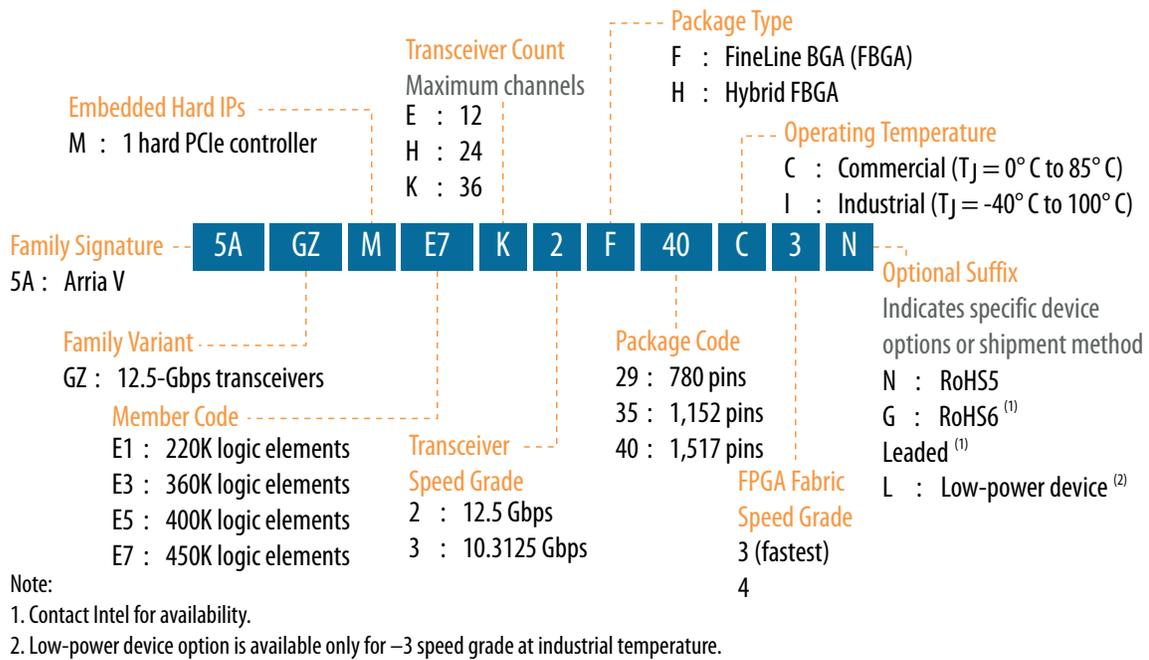 Package Type
F : FineLine BGA (FBGA)
H : Hybrid FBGA
Transceiver Count
Maximum channels
E : 12
H : 24
K : 36
Embedded Hard IPs
M : 1 hard PCIe controller
Operating Temperature
C : Commercial (TJ = 0° C to 85° C)
I : Industrial (TJ = -40° C to 100° C)
Family Signature
5A : Arria V
5A GZ M E7 K 2 F 40 C 3 N
Optional Suffix
Indicates specific device
options or shipment method
N : RoHS5
G : RoHS6 (1)
Leaded (1)
L : Low-power device (2)
Family Variant
GZ : 12.5-Gbps transceivers
Member Code
E1 : 220K logic elements
E3 : 360K logic elements
E5 : 400K logic elements
E7 : 450K logic elements
Transceiver
Speed Grade
2 : 12.5 Gbps
3 : 10.3125 Gbps
Package Code
29 : 780 pins
35 : 1,152 pins
40 : 1,517 pins
FPGA Fabric
Speed Grade
3 (fastest)
4
Note:
1. Contact Intel for availability.
2. Low-power device option is available only for –3 speed grade at industrial temperature.